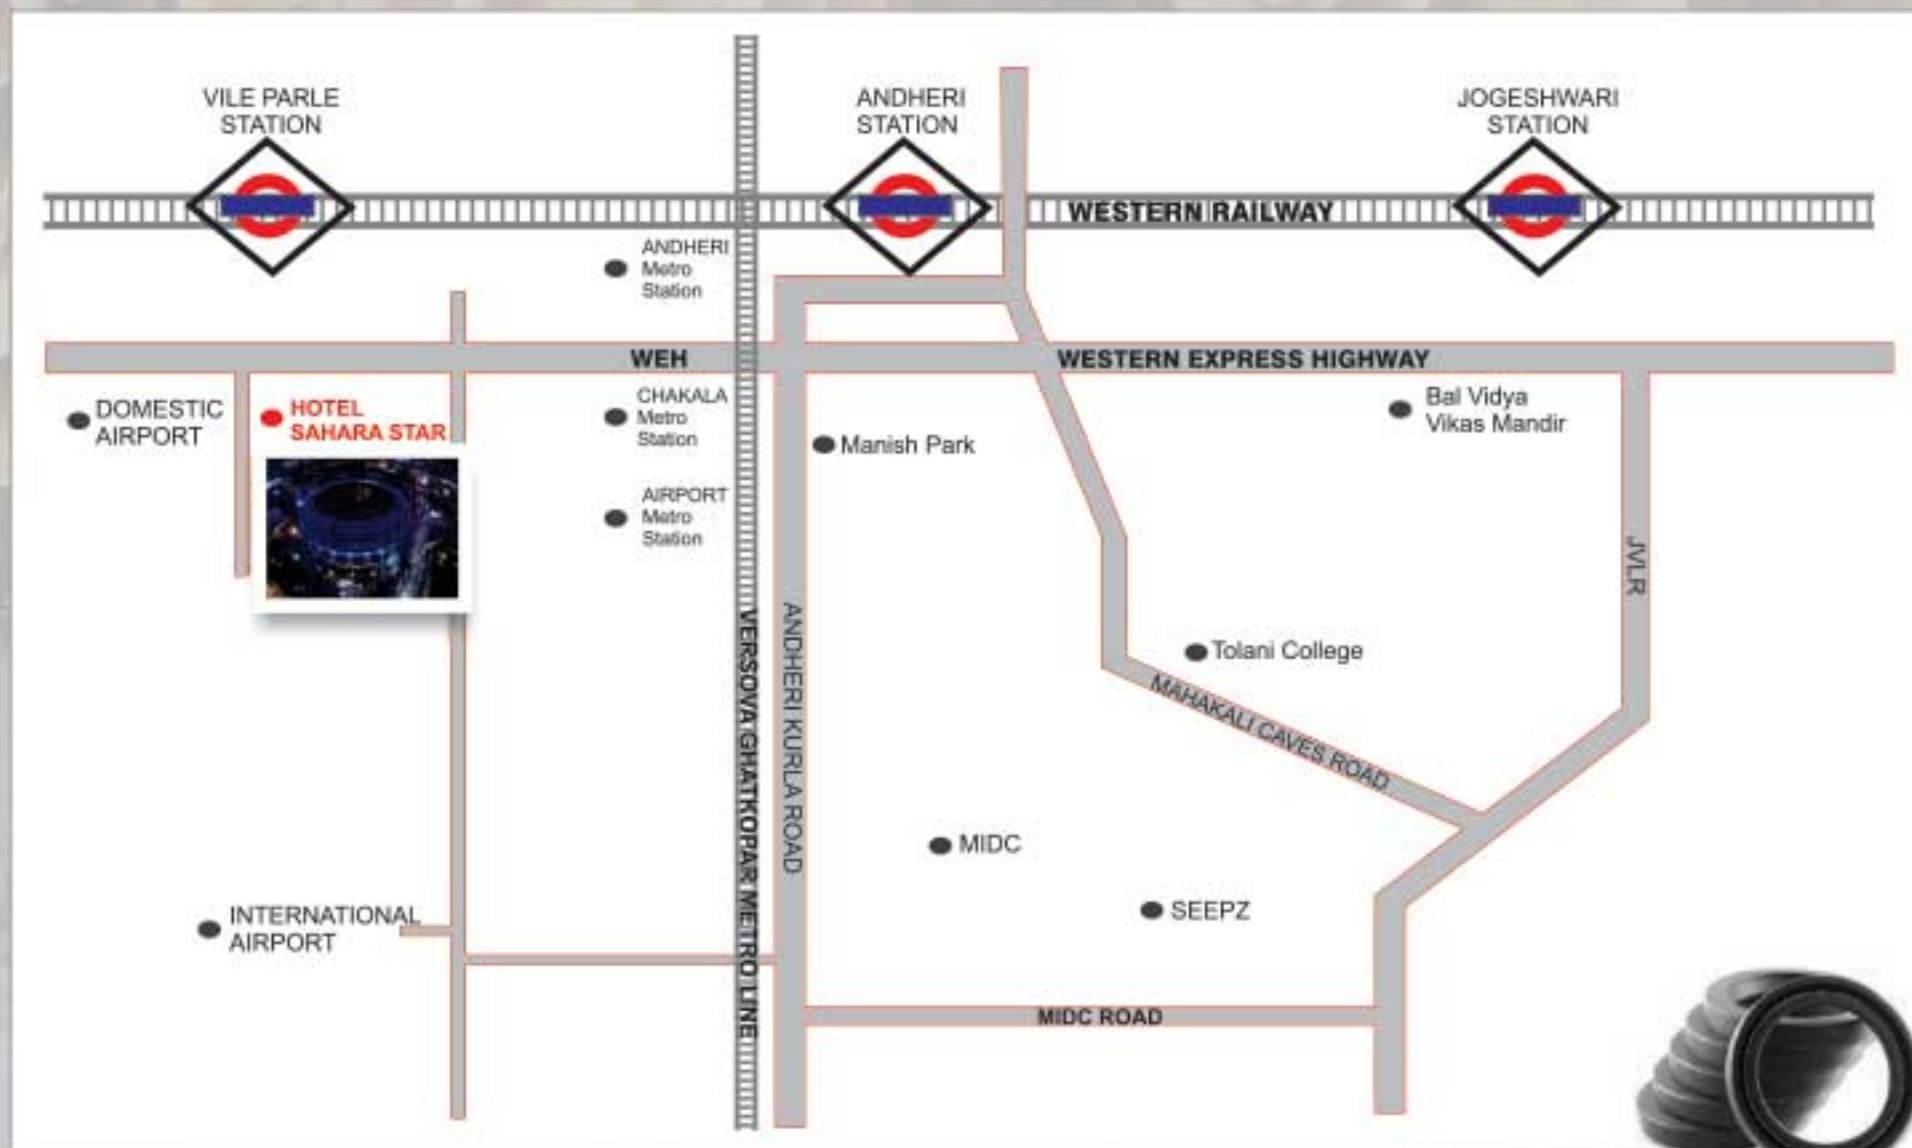 VILE PARLE
STATION
ANDHERI
STATION
JOGESHWARI
STATION
WESTERN RAILWAY
ANDHERI
Metro
Station
WEH
WESTERN EXPRESS HIGHWAY
DOMESTIC
AIRPORT
HOTEL
SAHARA STAR
CHAKALA
Metro
Station
Manish Park
Bal Vidya
Vikas Mandir
AIRPORT
Metro
Station
JVLR
VERSOVA GHATKOPAR METRO LINE
ANDHERI KURLA ROAD
Tolani College
MAHAKALI CAVES ROAD
MIDC
SEEPZ
INTERNATIONAL
AIRPORT
MIDC ROAD